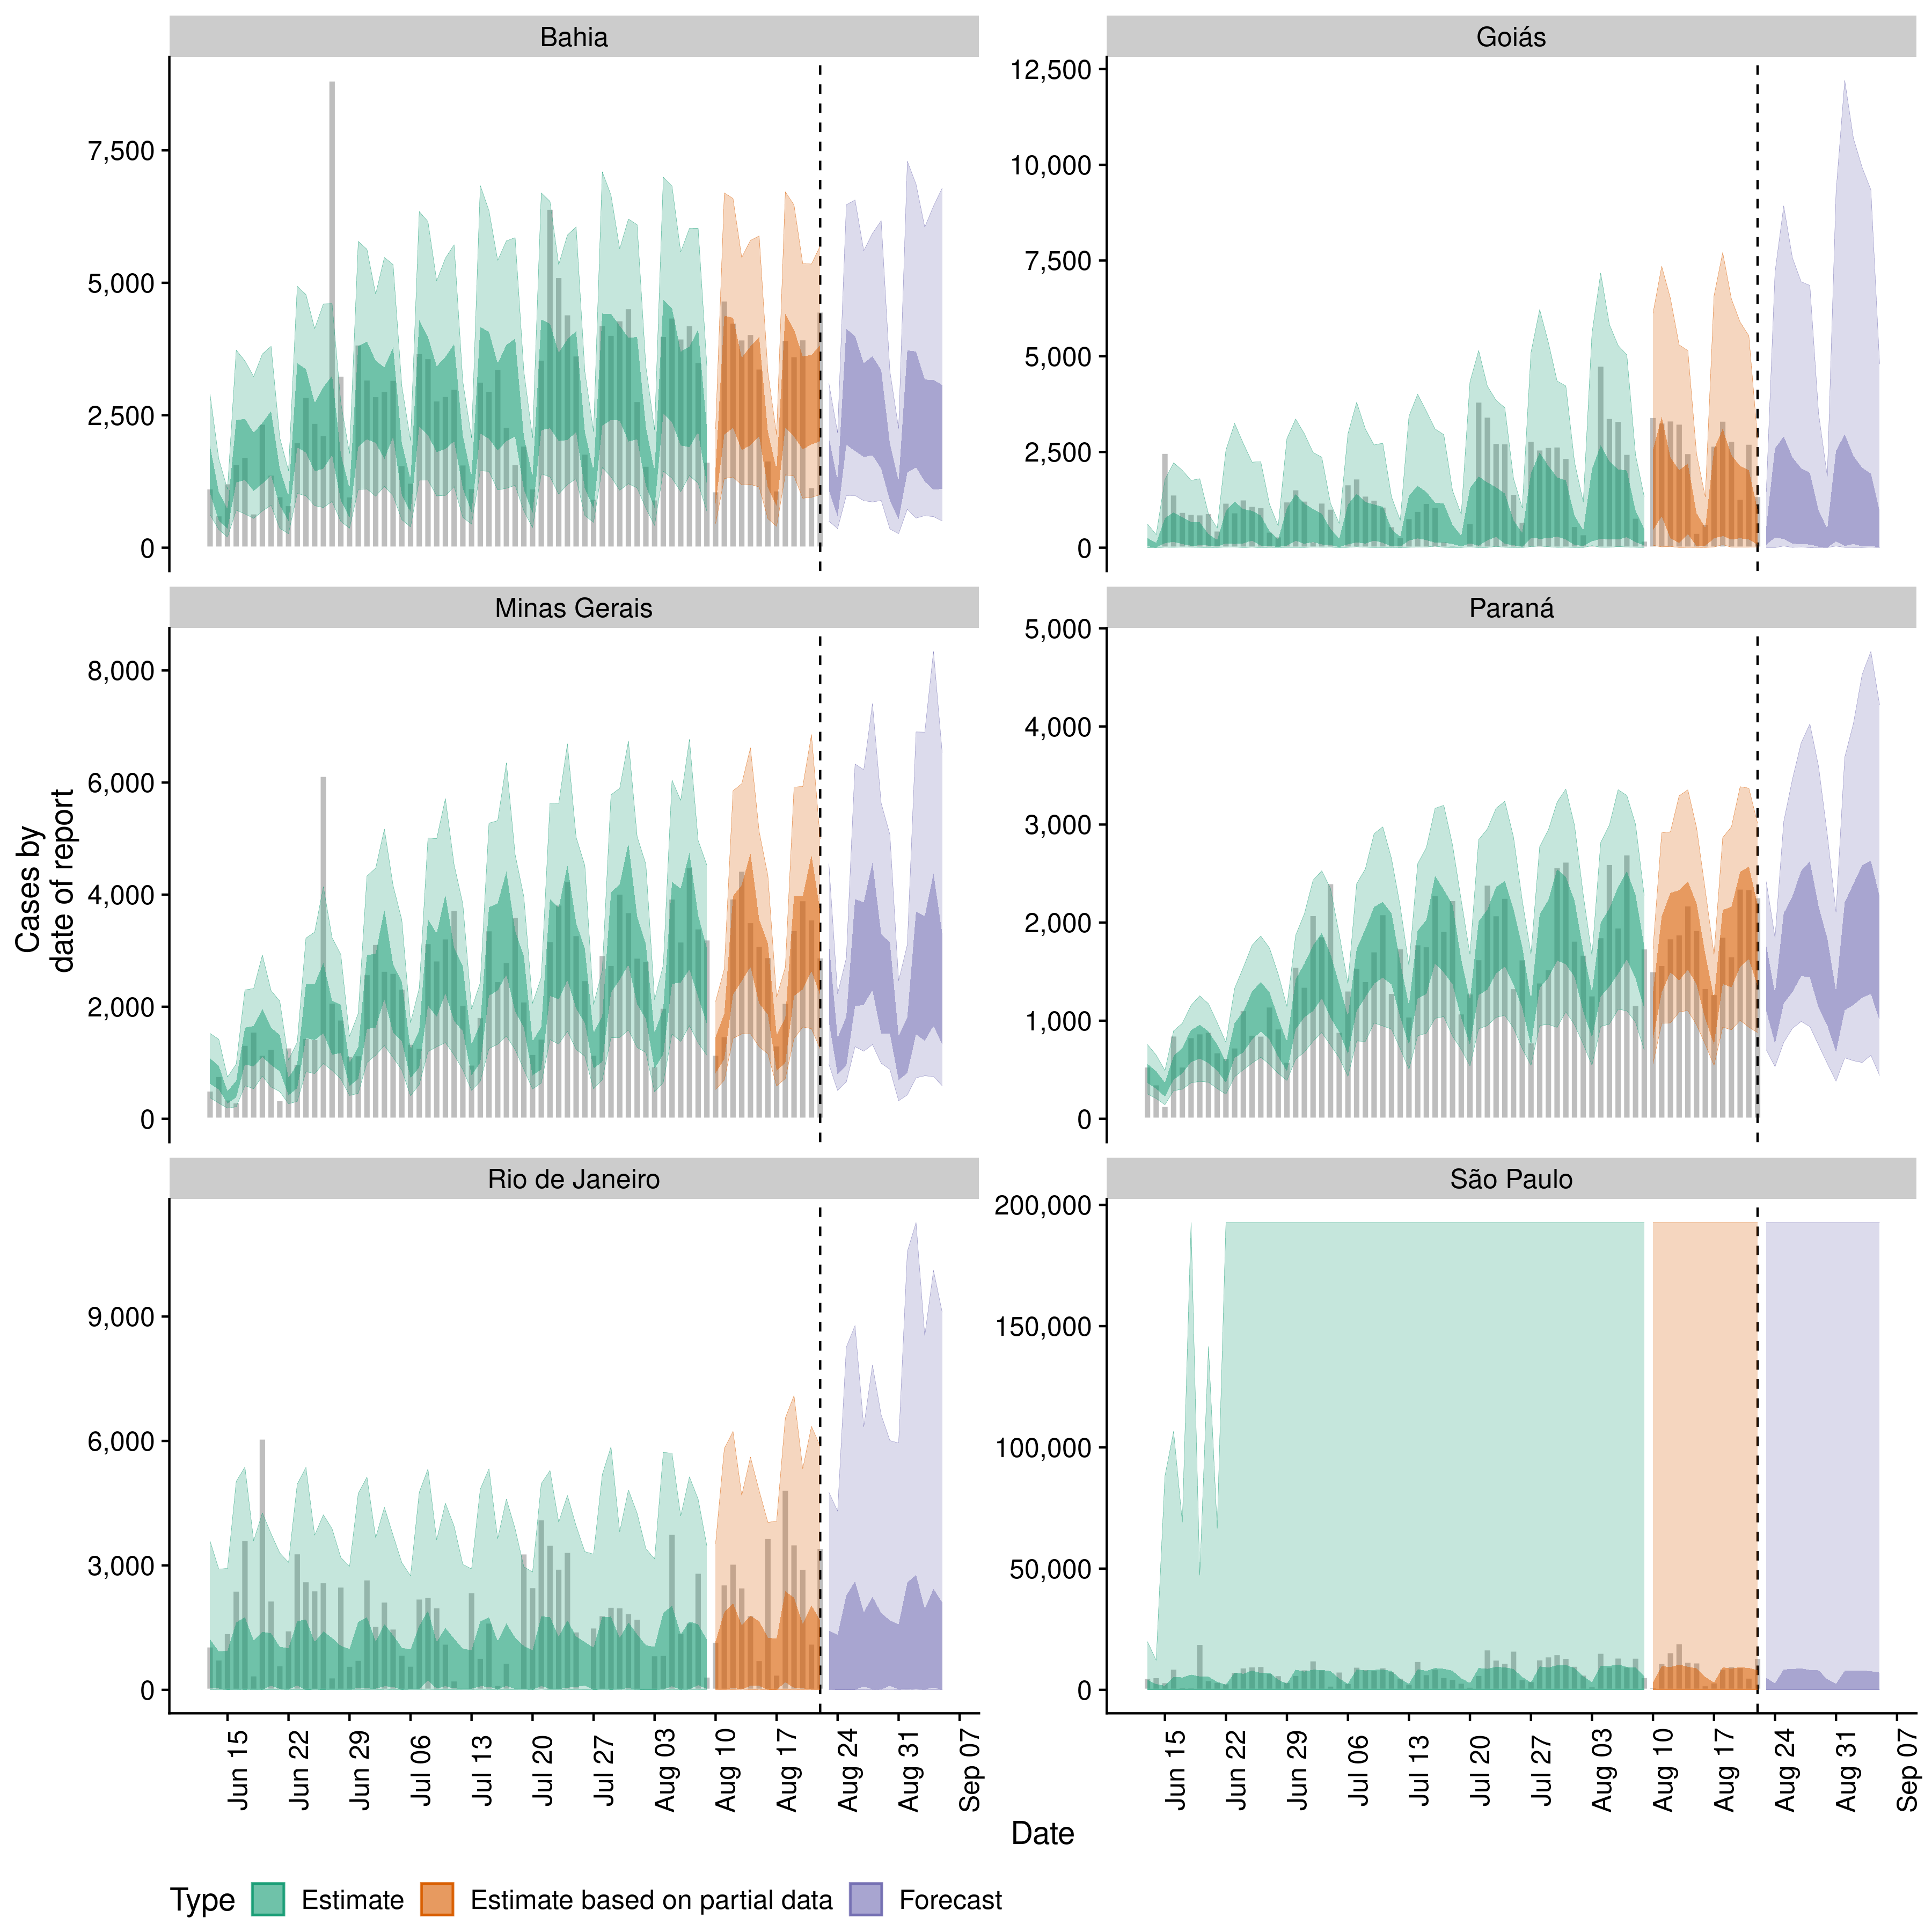 Bahia
Goiás
7,500
5,000
2,500
0
12,500
10,000
7,500
5,000
2,500
0
Minas Gerais
Paraná
8,000
6,000
4,000
2,000
0
5,000
4,000
3,000
2,000
1,000
0
Cases by
date of report
Rio de Janeiro
São Paulo
9,000
6,000
3,000
0
200,000
150,000
100,000
50,000
0
Jun 15
Jun 22
Jun 29
Jul 06
Jul 13
Jul 20
Jul 27
Aug 03
Aug 10
Aug 17
Aug 24
Aug 31
Sep 07
Jun 15
Jun 22
Jun 29
Jul 06
Jul 13
Jul 20
Jul 27
Aug 03
Aug 10
Aug 17
Aug 24
Aug 31
Sep 07
Date
Type Estimate Estimate based on partial data Forecast